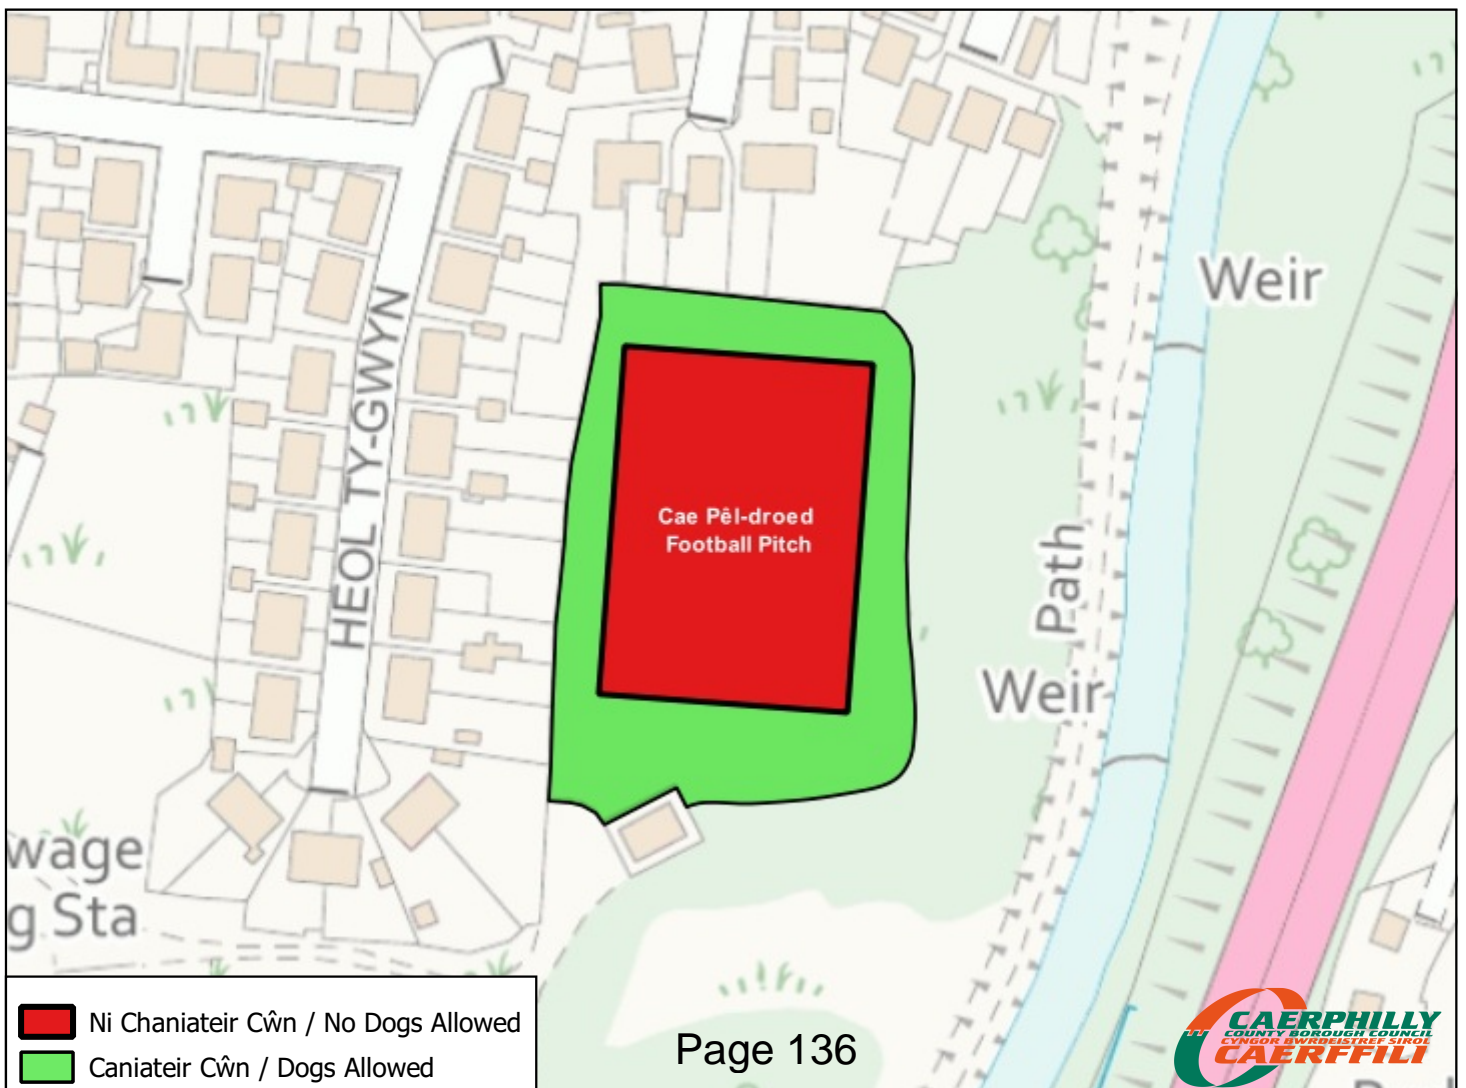 Weir
HEOL TY-GWYN
Cae Pêl-droed
Football Pitch
Path
Weir
wage
g Sta
Ni Chaniateir Cŵn / No Dogs Allowed
Caniateir Cŵn / Dogs Allowed
Page 136
CAERPHILLY
COUNTY BOROUGH COUNCIL
CYNGOR BWRDEISTREF SIROL
CAERFFILI